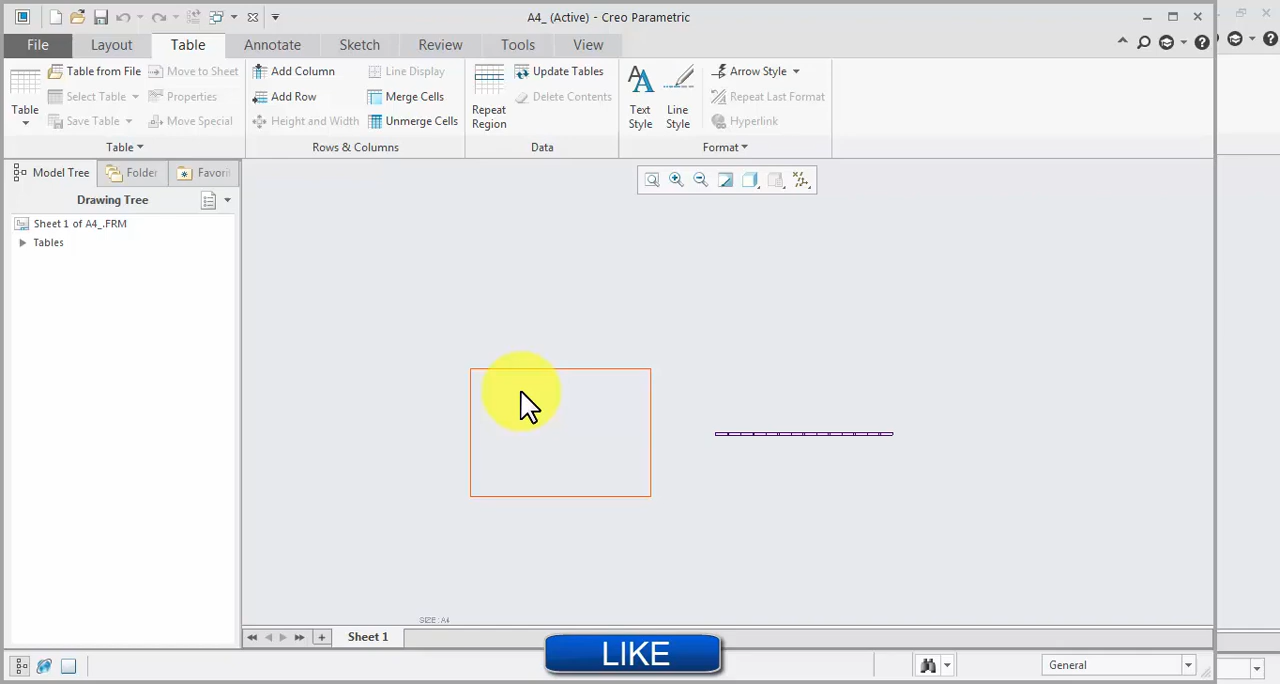 A4_ (Active) - Creo Parametric
File Layout Table Annotate Sketch Review Tools View
Table
Table from File
Move to Sheet
Select Table
Properties
Save Table
Move Special
Table
Add Column
Line Display
Add Row
Merge Cells
Height and Width
Unmerge Cells
Rows & Columns
Repeat
Region
Update Tables
Delete Contents
Data
Text
Style
Line
Style
Arrow Style
Repeat Last Format
Hyperlink
Format
Model Tree
Folder
Favori
Drawing Tree
Sheet 1 of A4_.FRM
Tables
SIZE : A4
Sheet 1
LIKE
General